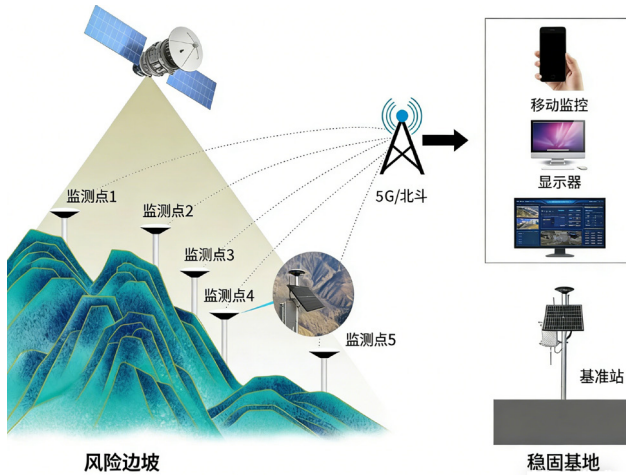 移动监控
监测点1
5G/北斗
显示器
监测点2
监测点3
监测点4
监测点5
基准站
风险边坡
稳固基地